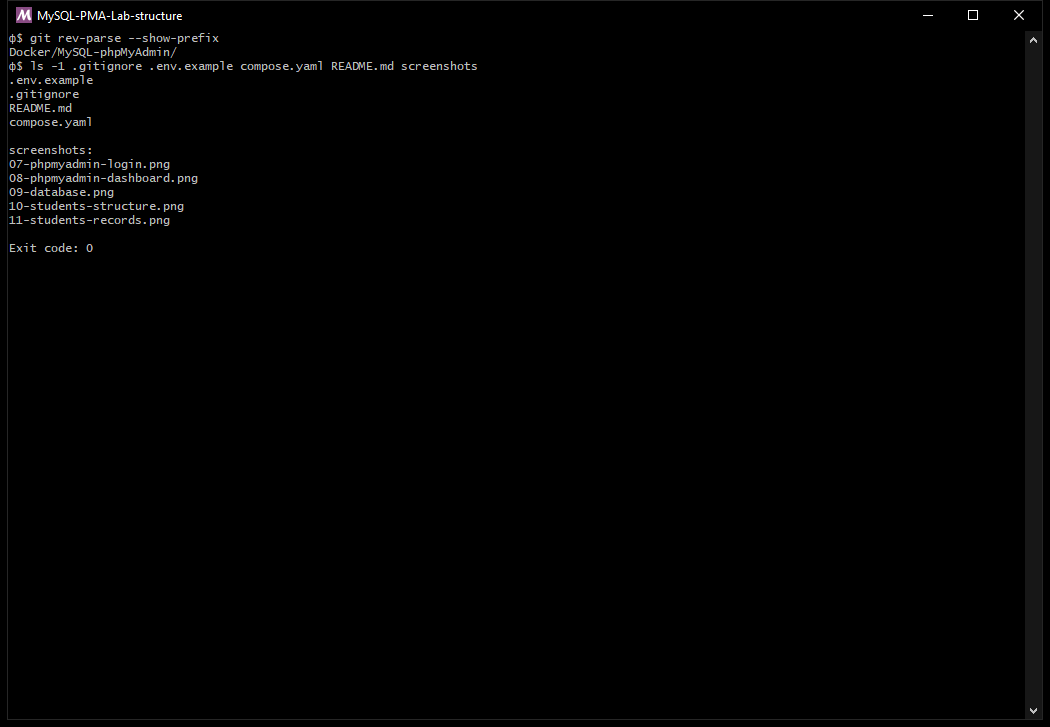 MySQL-PMA-Lab-structure
ф$ git rev-parse --show-prefix
Docker/MySQL-phpMyAdmin/
ф$ ls -1 .gitignore .env.example compose.yaml README.md screenshots
.env.example
.gitignore
README.md
compose.yaml
screenshots:
07-phpmyadmin-login.png
08-phpmyadmin-dashboard.png
09-database.png
10-students-structure.png
11-students-records.png
Exit code: 0